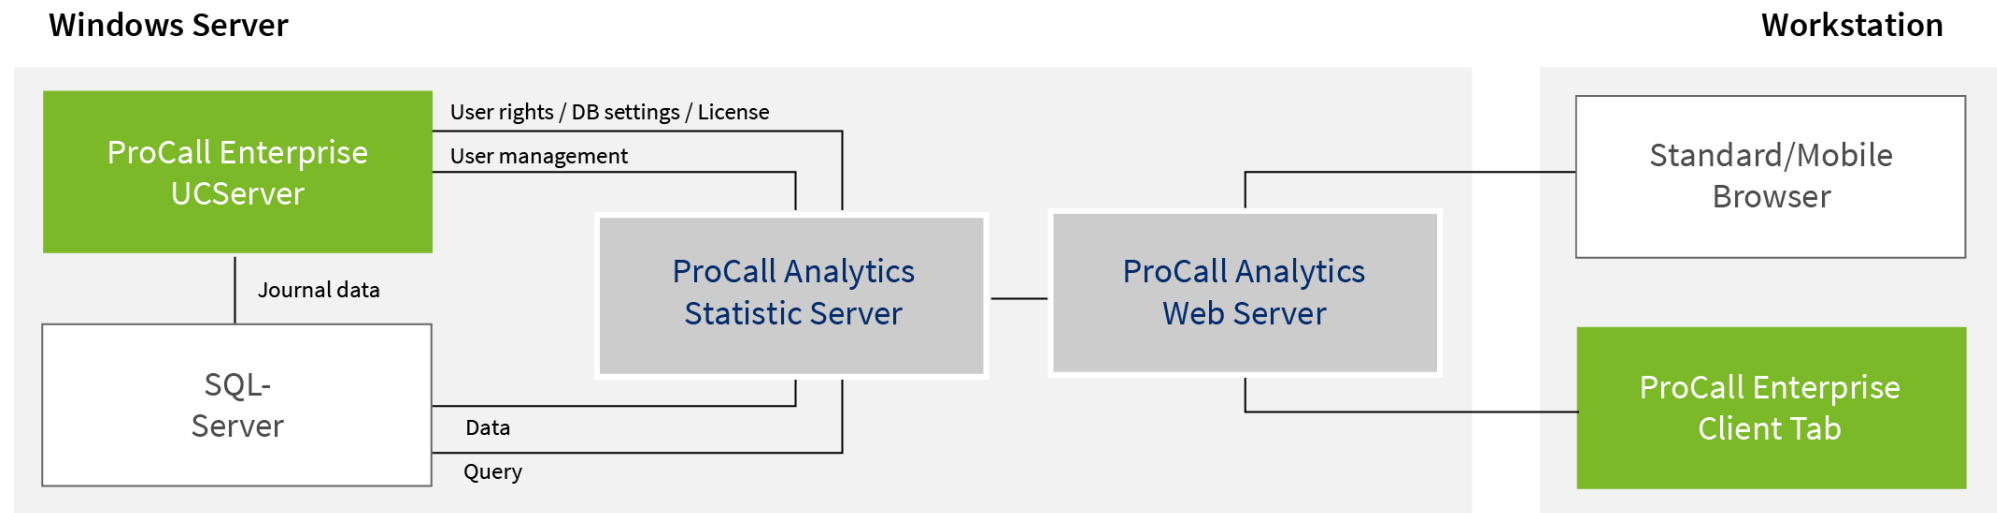 Windows Server
Workstation
ProCall Enterprise
UCServer
User rights / DB settings / License
User management
Journal data
SQL-
Server
Data
Query
ProCall Analytics
Statistic Server
ProCall Analytics
Web Server
Standard/Mobile
Browser
ProCall Enterprise
Client Tab